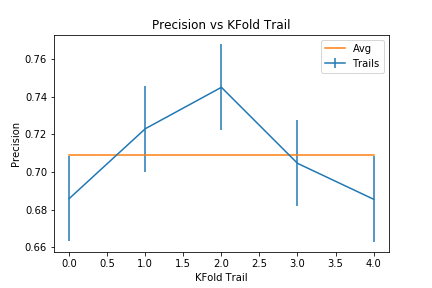 Precision vs KFold Trail
Avg
Trails
0.76
0.74
0.72
0.70
0.68
0.66
Precision
0.0 0.5 1.0 1.5 2.0 2.5 3.0 3.5 4.0
KFold Trail